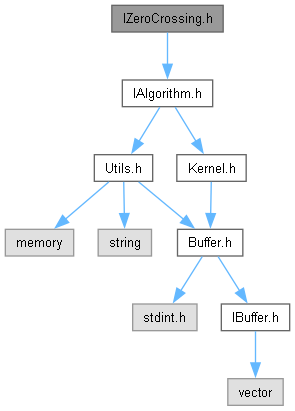 IZeroCrossing.h
IAlgorithm.h
Utils.h
Kernel.h
memory
string
Buffer.h
stdint.h
IBuffer.h
vector